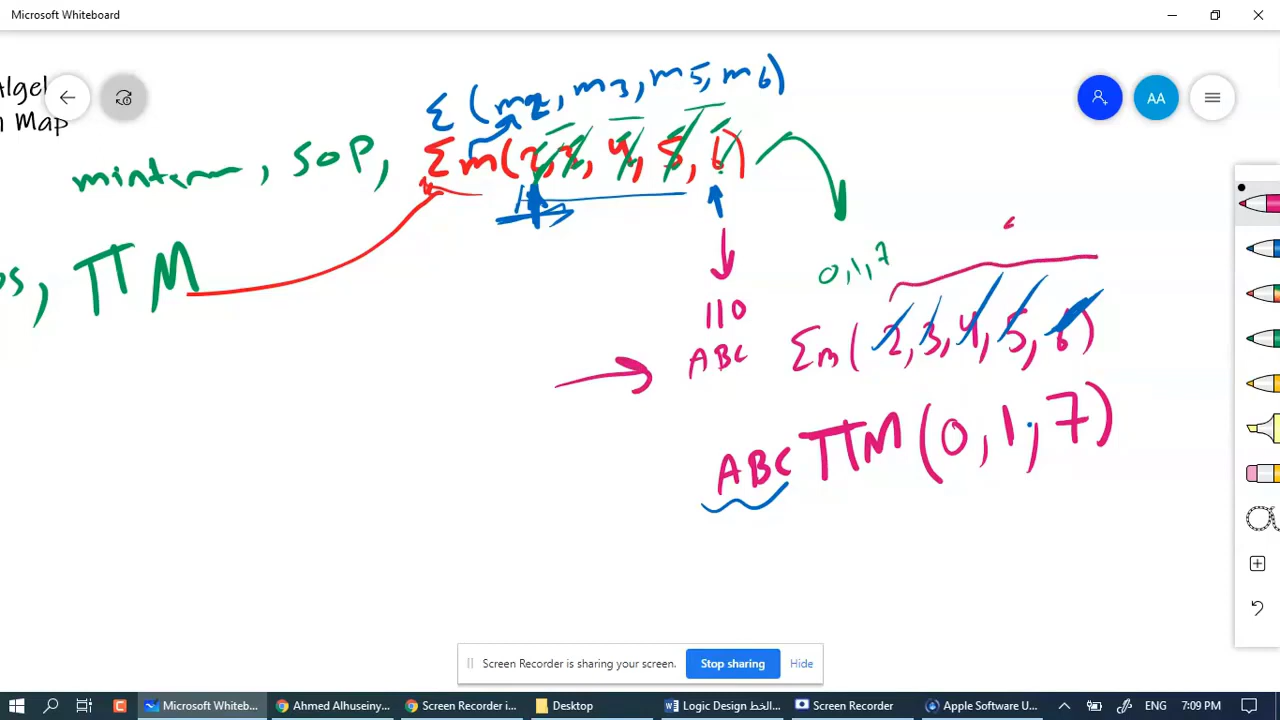 Microsoft Whiteboard
Algel
n Map
Σ (m2, m3, m5, m6)
minterm, SOP, Σm(2,3, 4, 5, 6)
os, ΠM
0,1,7
110
ABC
Σm(2,3,4,5,6)
ABC ΠM(0,1,7)
AA
Screen Recorder is sharing your screen.
Stop sharing
Hide
Microsoft Whiteb...
Ahmed Alhuseiny...
Screen Recorder i...
Desktop
Logic Design الخط...
Screen Recorder
Apple Software U...
ENG
7:09 PM